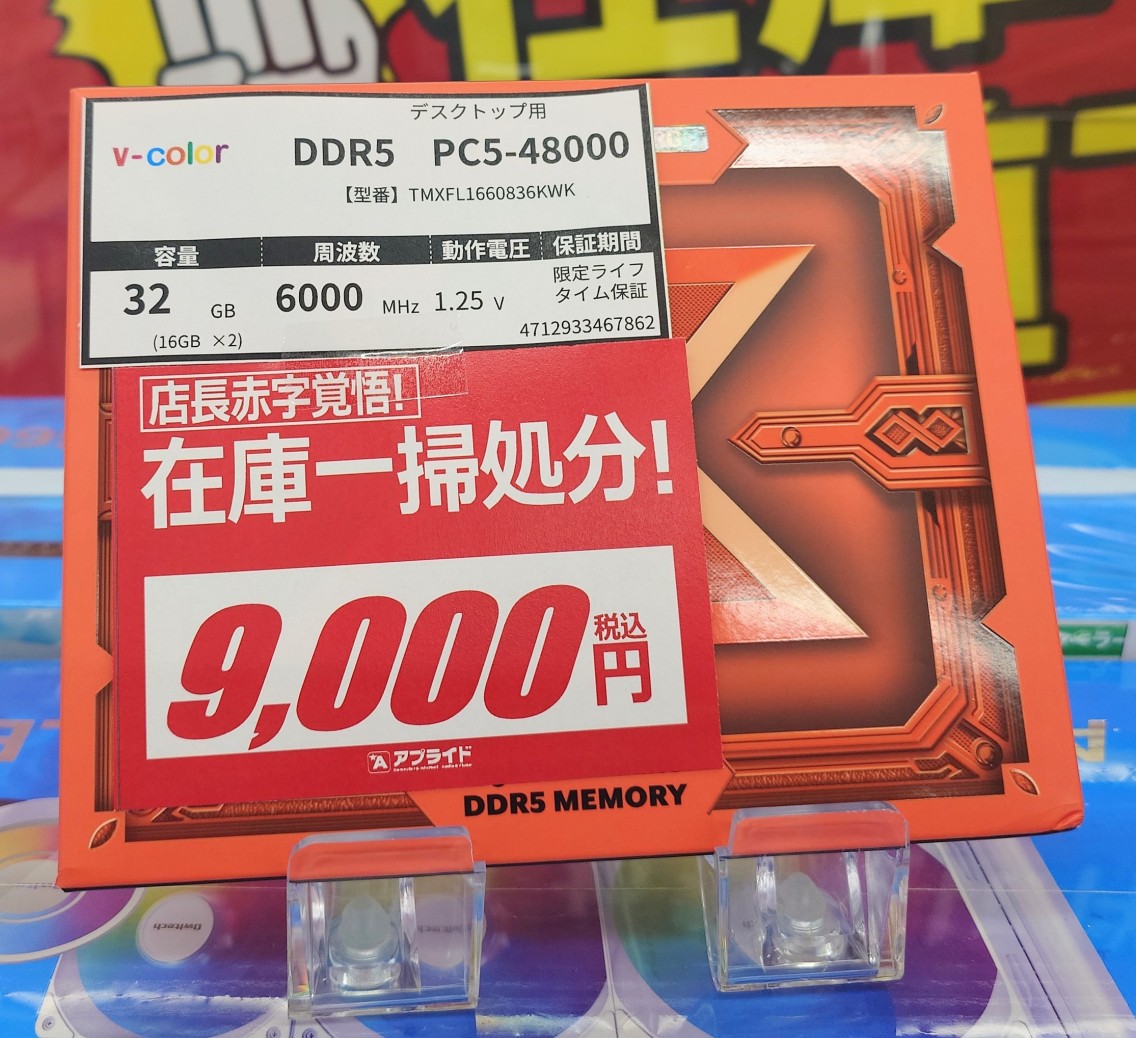 デスクトップ用
v-color DDR5 PC5-48000
【型番】TMXFL1660836KWK
容量 周波数 動作電圧 保証期間
32 GB 6000 MHz 1.25 V 限定ライフ
タイム保証
(16GB ×2) 4712933467862
店長赤字覚悟!
在庫一掃処分!
9,000 税込
円
アプライド
DDR5 MEMORY
Owltech